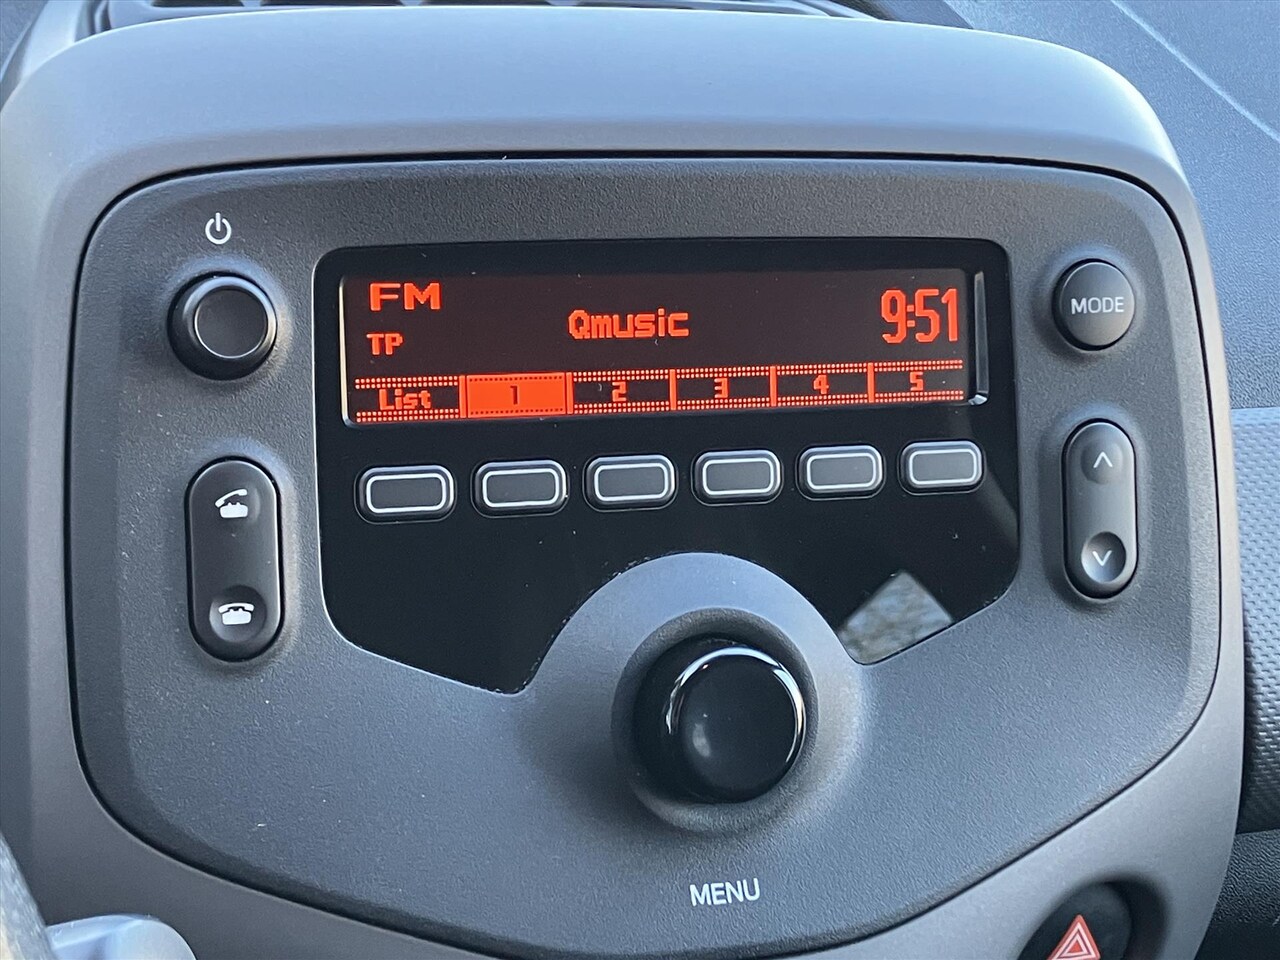 FM
TP
Qmusic
9:51
List 1 2 3 4 5
MODE
MENU